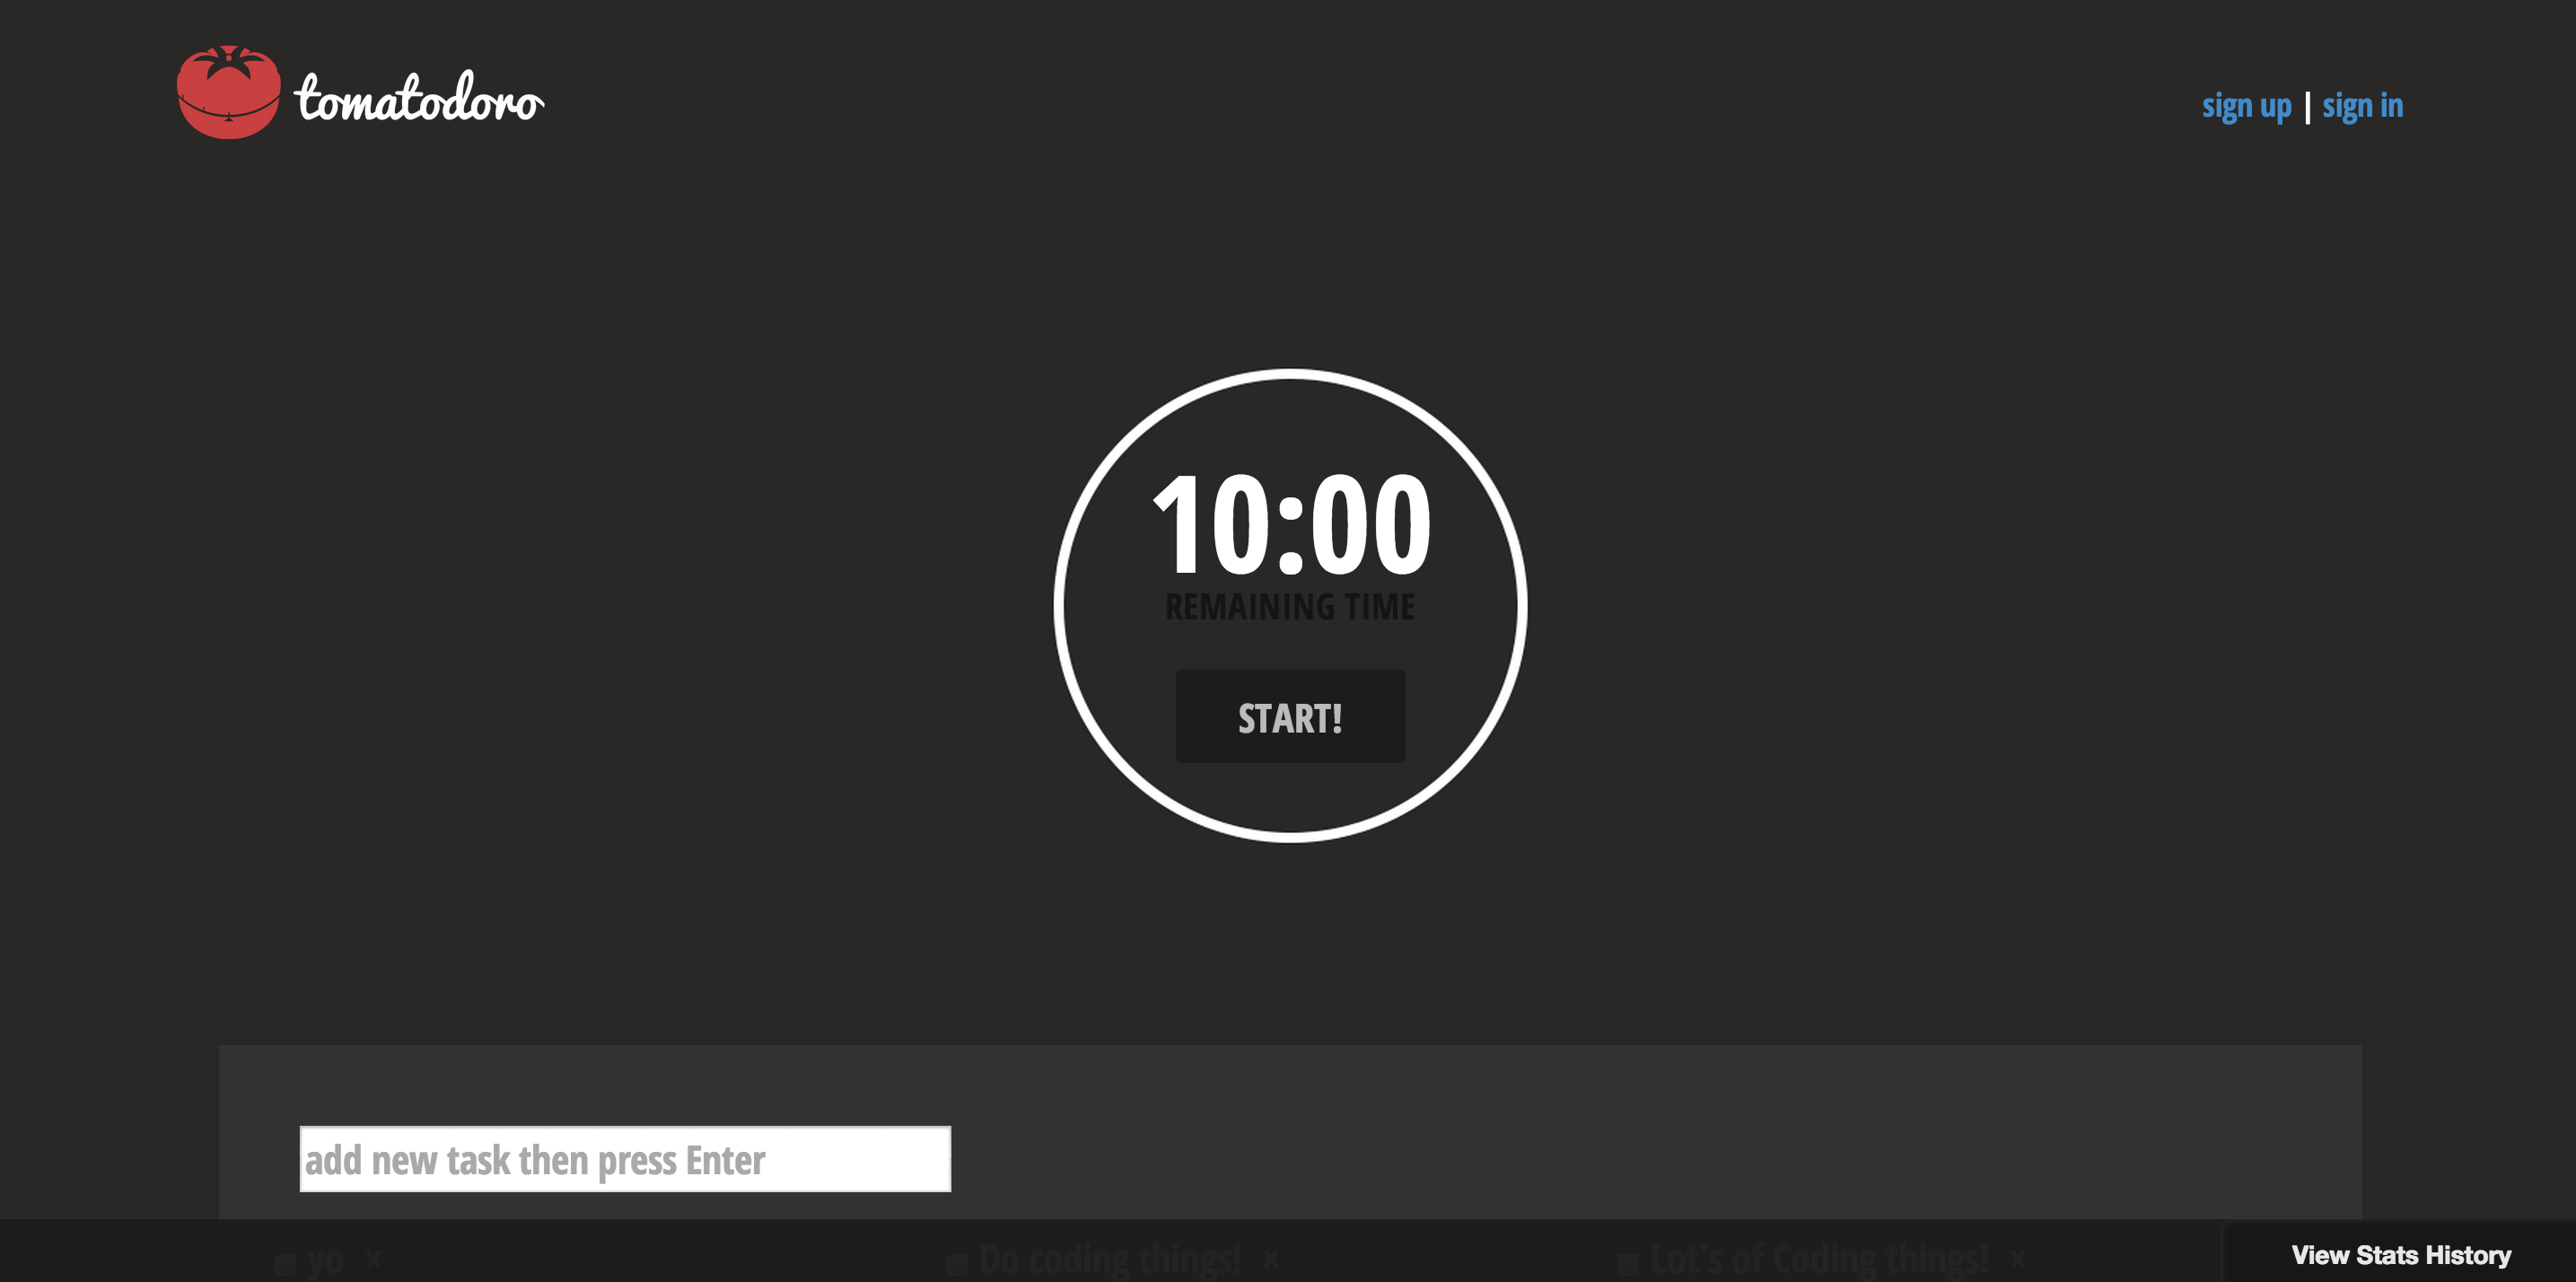 tomatodoro
sign up | sign in
10:00
REMAINING TIME
START!
add new task then press Enter
yo x
Do coding things! x
Lot's of Coding things! x
View Stats History